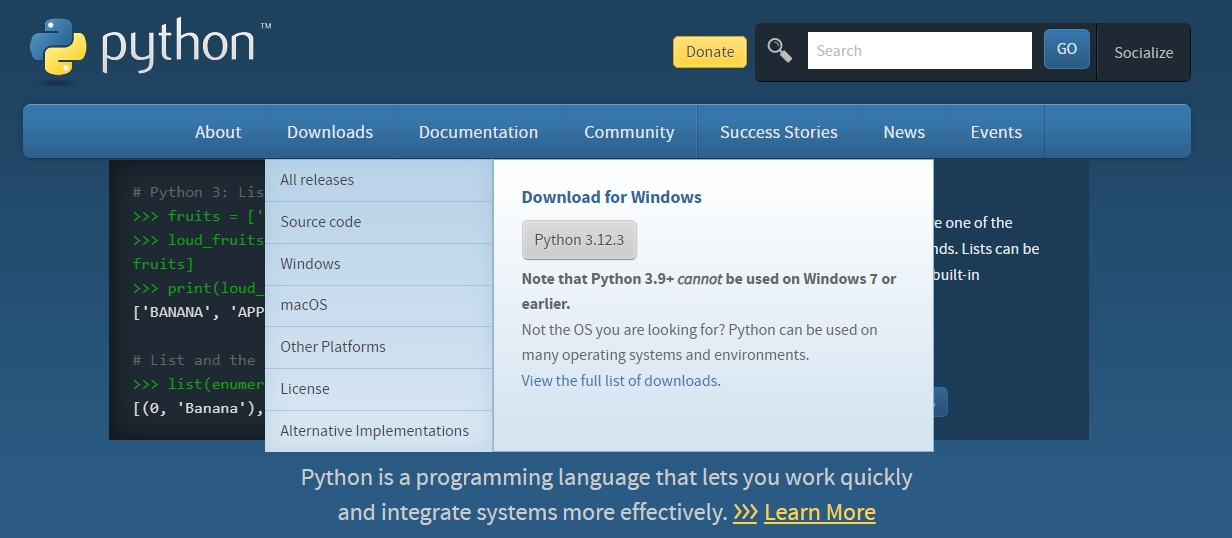 python™
Donate
Search
GO
Socialize
About
Downloads
Documentation
Community
Success Stories
News
Events
All releases
Source code
Windows
macOS
Other Platforms
License
Alternative Implementations
Download for Windows
Python 3.12.3
Note that Python 3.9+ cannot be used on Windows 7 or
earlier.
Not the OS you are looking for? Python can be used on
many operating systems and environments.
View the full list of downloads.
# Python 3:
>>> fruits = ['
>>> loud_fruits
fruits]
>>> print(loud_
['BANANA', 'APP
# List and the
>>> list(enumer
[(0, 'Banana'),
one of the
Lists can be
built-in
Python is a programming language that lets you work quickly
and integrate systems more effectively. >>> Learn More